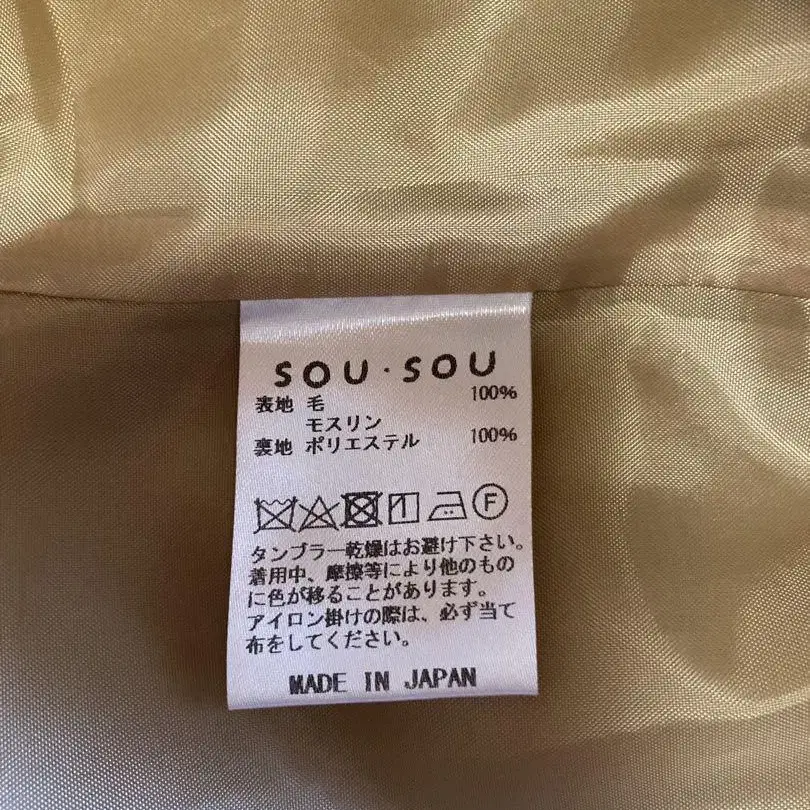 SOU・SOU
表地 毛 100%
モスリン
裏地 ポリエステル 100%
F
タンブラー乾燥はお避け下さい。
着用中、摩擦等により他のもの
に色が移ることがあります。
アイロン掛けの際は、必ず当て
布をしてください。
MADE IN JAPAN